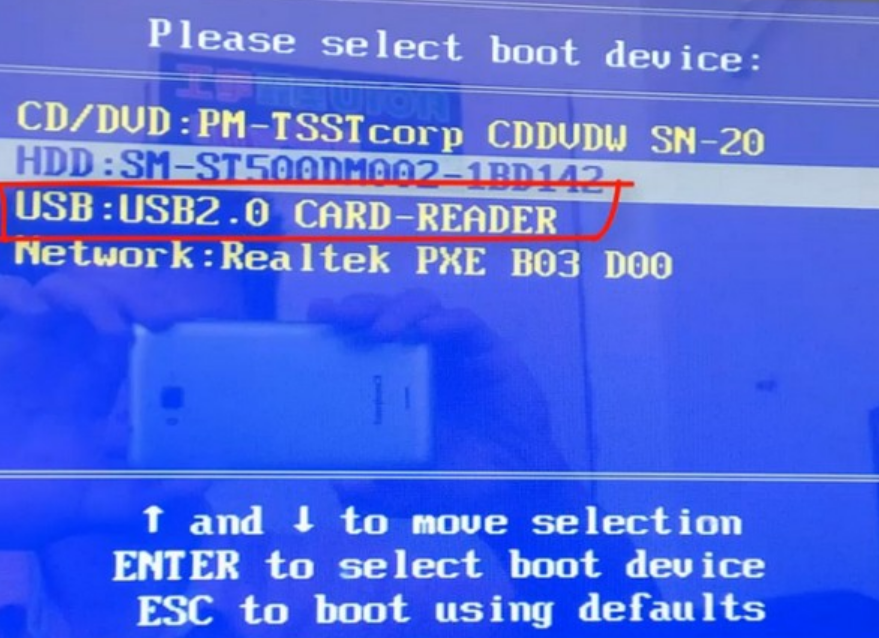 Please select boot device:
CD/DVD:PM-TSSTcorp CDDVDW SN-20
HDD:SM-ST500DM002-1BD142
USB:USB2.0 CARD-READER
Network:Realtek PXE B03 D00
↑ and ↓ to move selection
ENTER to select boot device
ESC to boot using defaults